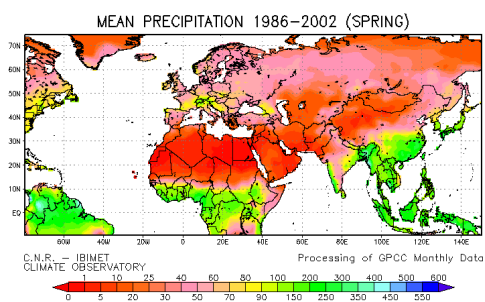 MEAN PRECIPITATION 1986-2002 (SPRING)
70N
60N
50N
40N
30N
20N
10N
EQ
60W 40W 20W 0 20E 40E 60E 80E 100E 120E 140E
C.N.R. - IBIMET Processing of GPCC Monthly Data
CLIMATE OBSERVATORY
1 10 25 40 60 80 100 200 300 400 500 600
0 5 20 30 50 70 90 150 250 350 450 550